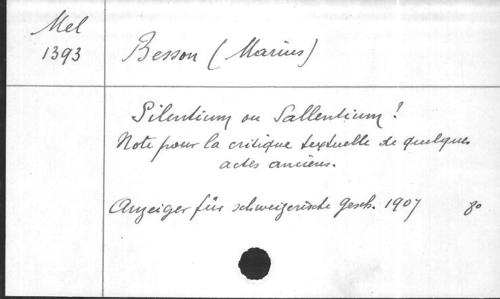 Mel
1393
Besson (Marius)
Silentium ou Sallentium!
Note pour la critique textuelle de quelques
actes anciens.
Anzeiger für schweizerische Gesch. 1907 80